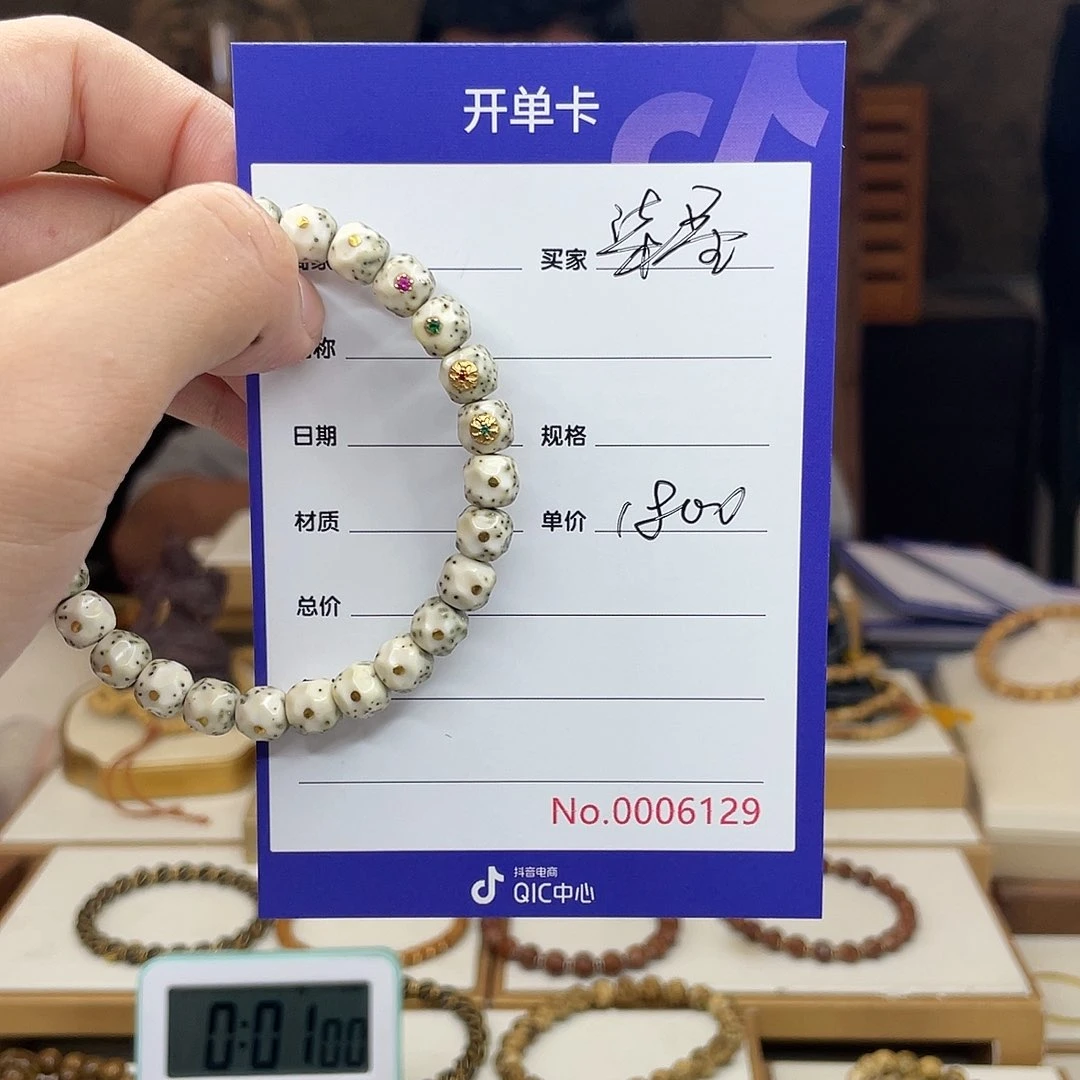 开单卡
买家
称
日期 规格
材质 单价 1800
总价
No.0006129
抖音电商
QIC中心
0:01 00